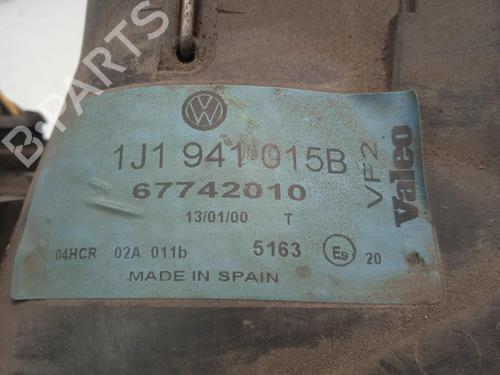 B-PARTS
VW
1J1 941 015B
67742010
13/01/00 T
04HCR 02A 011b 5163 E9 20
MADE IN SPAIN
VF2
Valeo